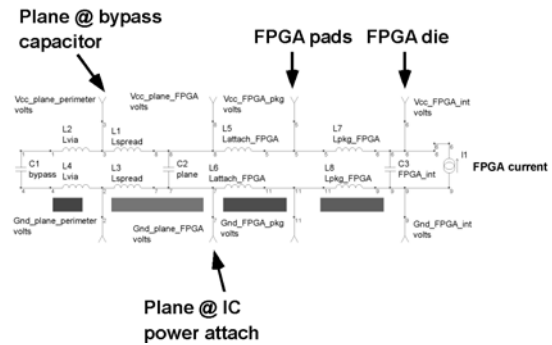 Plane @ bypass
capacitor
FPGA pads
FPGA die
Vcc_plane_perimeter
volts
Vcc_plane_FPGA
volts
Vcc_FPGA_pkg
volts
Vcc_FPGA_int
volts
L2
Lvia
L1
Lspread
L5
Lattach_FPGA
L7
Lpkg_FPGA
C1
bypass
L4
Lvia
L3
Lspread
C2
plane
L6
Lattach_FPGA
L8
Lpkg_FPGA
C3
FPGA_int
I1
FPGA current
Gnd_plane_perimeter
volts
Gnd_plane_FPGA
volts
Gnd_FPGA_pkg
volts
Gnd_FPGA_int
volts
Plane @ IC
power attach